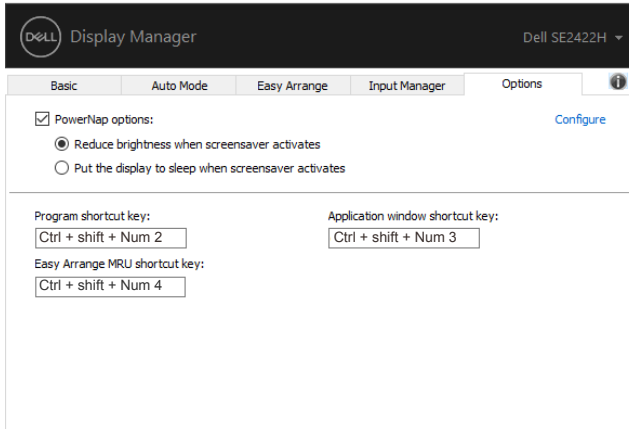 DELL Display Manager Dell SE2422H
Basic Auto Mode Easy Arrange Input Manager Options
PowerNap options: Configure
Reduce brightness when screensaver activates
Put the display to sleep when screensaver activates
Program shortcut key: Application window shortcut key:
Ctrl + shift + Num 2 Ctrl + shift + Num 3
Easy Arrange MRU shortcut key:
Ctrl + shift + Num 4